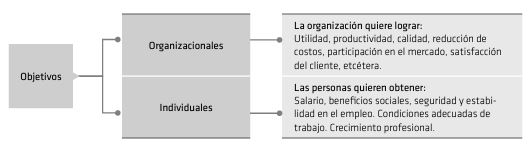 Objetivos
Organizacionales
La organización quiere lograr:
Utilidad, productividad, calidad, reducción de
costos, participación en el mercado, satisfacción
del cliente, etcétera.
Individuales
Las personas quieren obtener:
Salario, beneficios sociales, seguridad y estabi-
lidad en el empleo. Condiciones adecuadas de
trabajo. Crecimiento profesional.